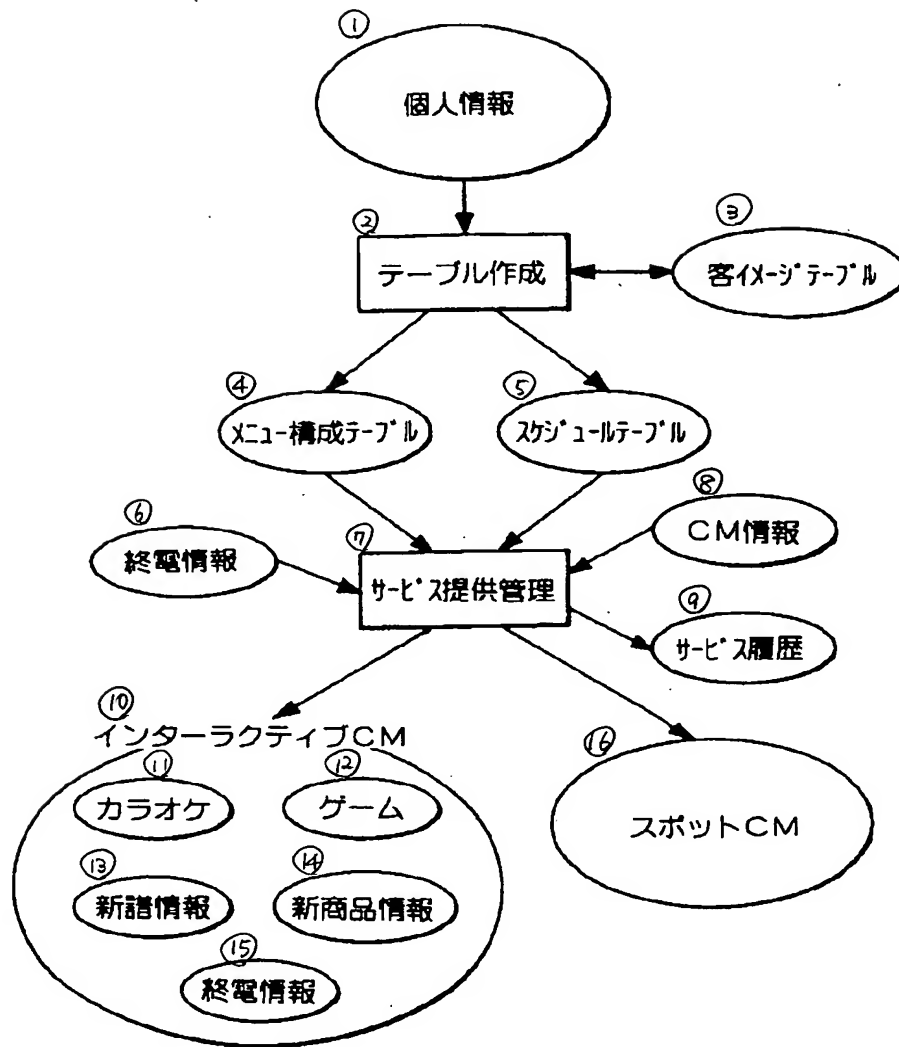 ①
個人情報
②
テーブル作成
③
客イメージテーブル
④
メニュー構成テーブル
⑤
スケジュールテーブル
⑥
終電情報
⑦
サービス提供管理
⑧
CM情報
⑨
サービス履歴
⑩
インターラクティブCM
⑪
カラオケ
⑫
ゲーム
⑬
新譜情報
⑭
新商品情報
⑮
終電情報
⑯
スポットCM